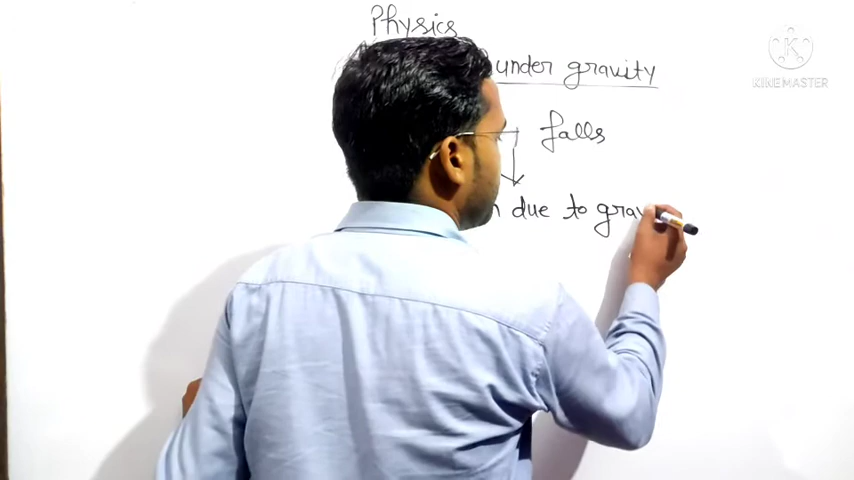 Physics
under gravity
falls
due to grav
KINEMASTER